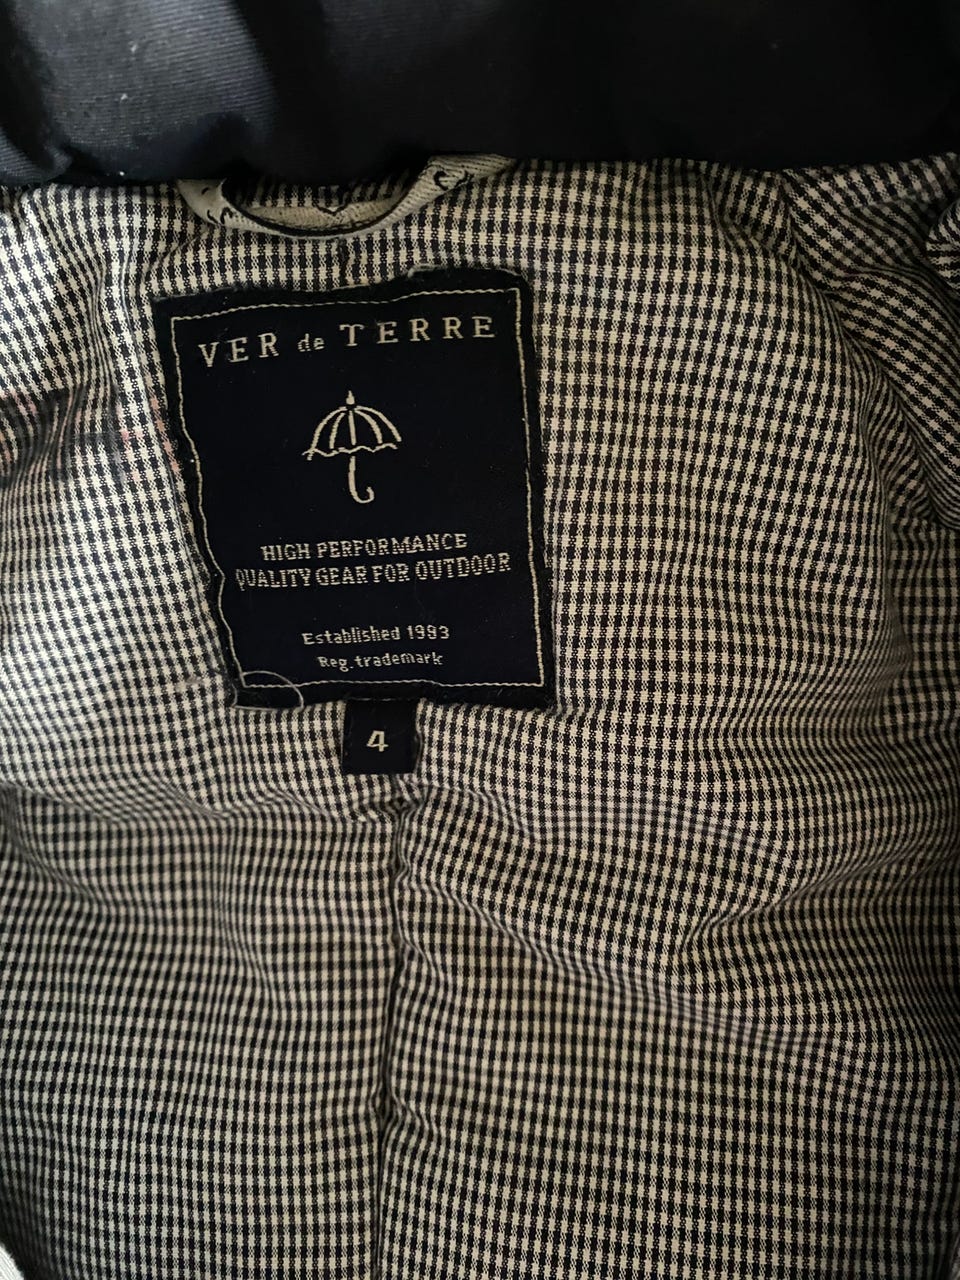 VER de TERRE
HIGH PERFORMANCE
QUALITY GEAR FOR OUTDOOR
Established 1993
Reg. trademark
4